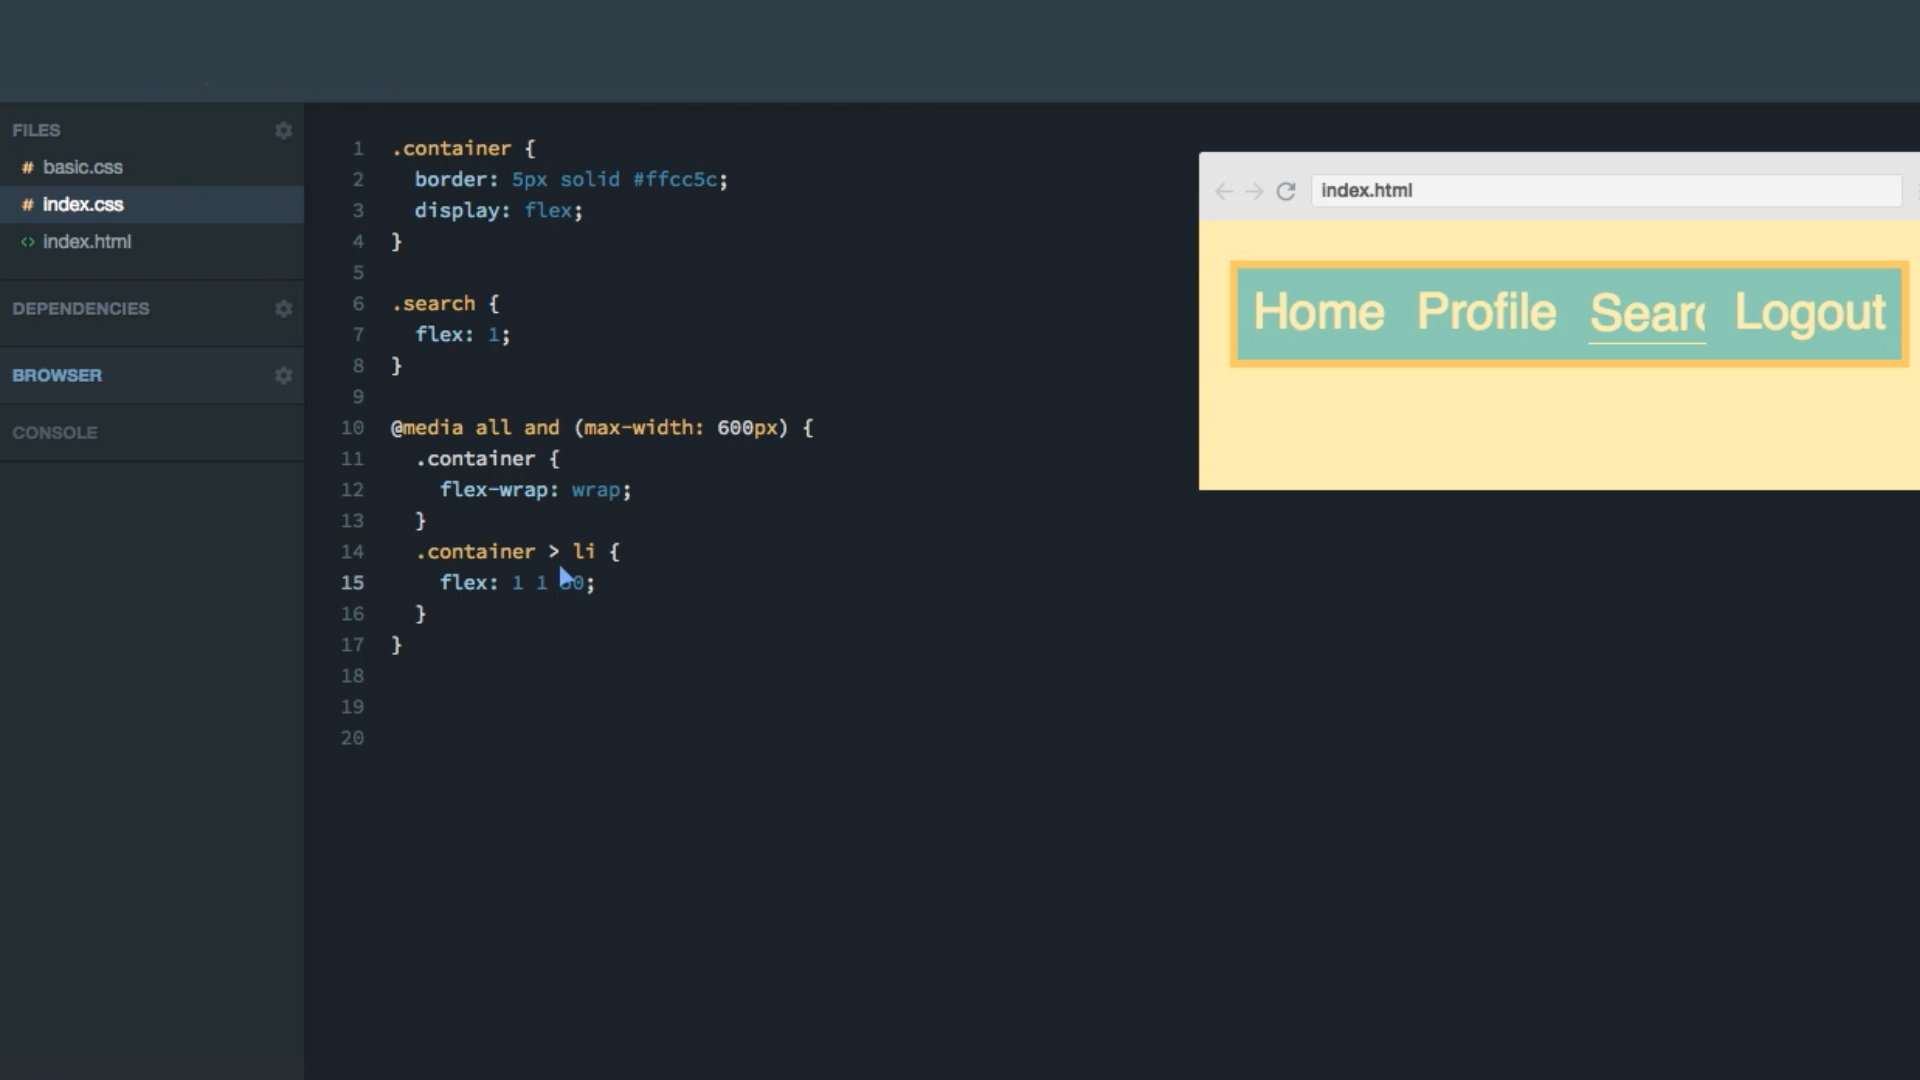 FILES
# basic.css
# index.css
<> index.html
DEPENDENCIES
BROWSER
CONSOLE
1 .container {
2 border: 5px solid #ffcc5c;
3 display: flex;
4 }
5
6 .search {
7 flex: 1;
8 }
9
10 @media all and (max-width: 600px) {
11 .container {
12 flex-wrap: wrap;
13 }
14 .container > li {
15 flex: 1 1 ;
16 }
17 }
18
19
20
index.html
Home Profile Searc Logout